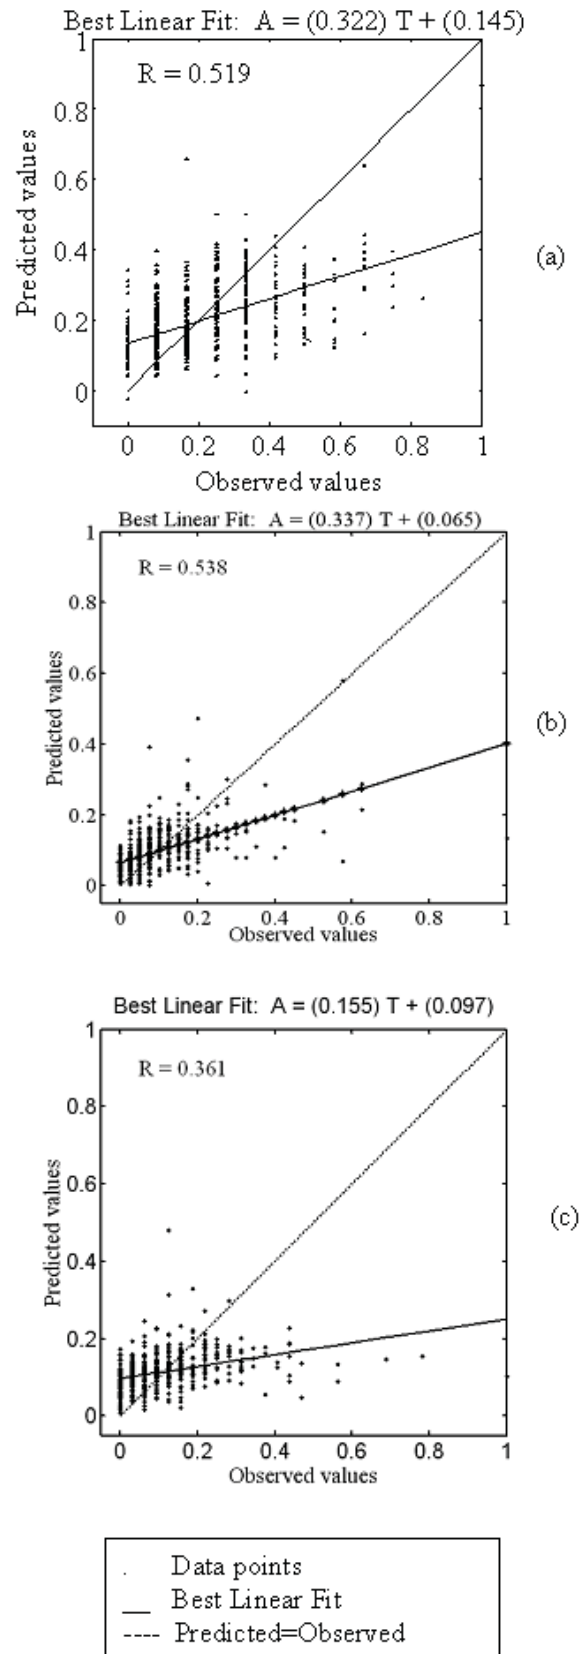 Best Linear Fit: A = (0.322) T + (0.145)
R = 0.519
1
0.8
0.6
0.4
0.2
0
Predicted values
0 0.2 0.4 0.6 0.8 1
Observed values
(a)
Best Linear Fit: A = (0.337) T + (0.065)
R = 0.538
1
0.8
0.6
0.4
0.2
0
Predicted values
0 0.2 0.4 0.6 0.8 1
Observed values
(b)
Best Linear Fit: A = (0.155) T + (0.097)
R = 0.361
1
0.8
0.6
0.4
0.2
0
Predicted values
0 0.2 0.4 0.6 0.8 1
Observed values
(c)
Data points
Best Linear Fit
Predicted=Observed